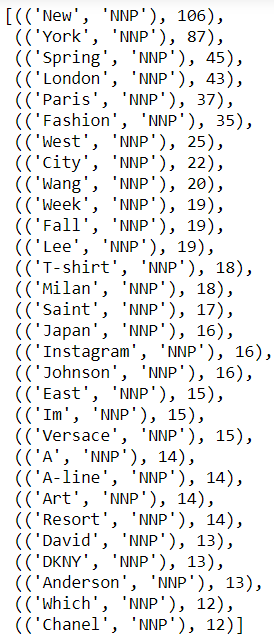 [(('New', 'NNP'), 106),
(('York', 'NNP'), 87),
(('Spring', 'NNP'), 45),
(('London', 'NNP'), 43),
(('Paris', 'NNP'), 37),
(('Fashion', 'NNP'), 35),
(('West', 'NNP'), 25),
(('City', 'NNP'), 22),
(('Wang', 'NNP'), 20),
(('Week', 'NNP'), 19),
(('Fall', 'NNP'), 19),
(('Lee', 'NNP'), 19),
(('T-shirt', 'NNP'), 18),
(('Milan', 'NNP'), 18),
(('Saint', 'NNP'), 17),
(('Japan', 'NNP'), 16),
(('Instagram', 'NNP'), 16),
(('Johnson', 'NNP'), 16),
(('East', 'NNP'), 15),
(('Im', 'NNP'), 15),
(('Versace', 'NNP'), 15),
(('A', 'NNP'), 14),
(('A-line', 'NNP'), 14),
(('Art', 'NNP'), 14),
(('Resort', 'NNP'), 14),
(('David', 'NNP'), 13),
(('DKNY', 'NNP'), 13),
(('Anderson', 'NNP'), 13),
(('Which', 'NNP'), 12),
(('Chanel', 'NNP'), 12)]